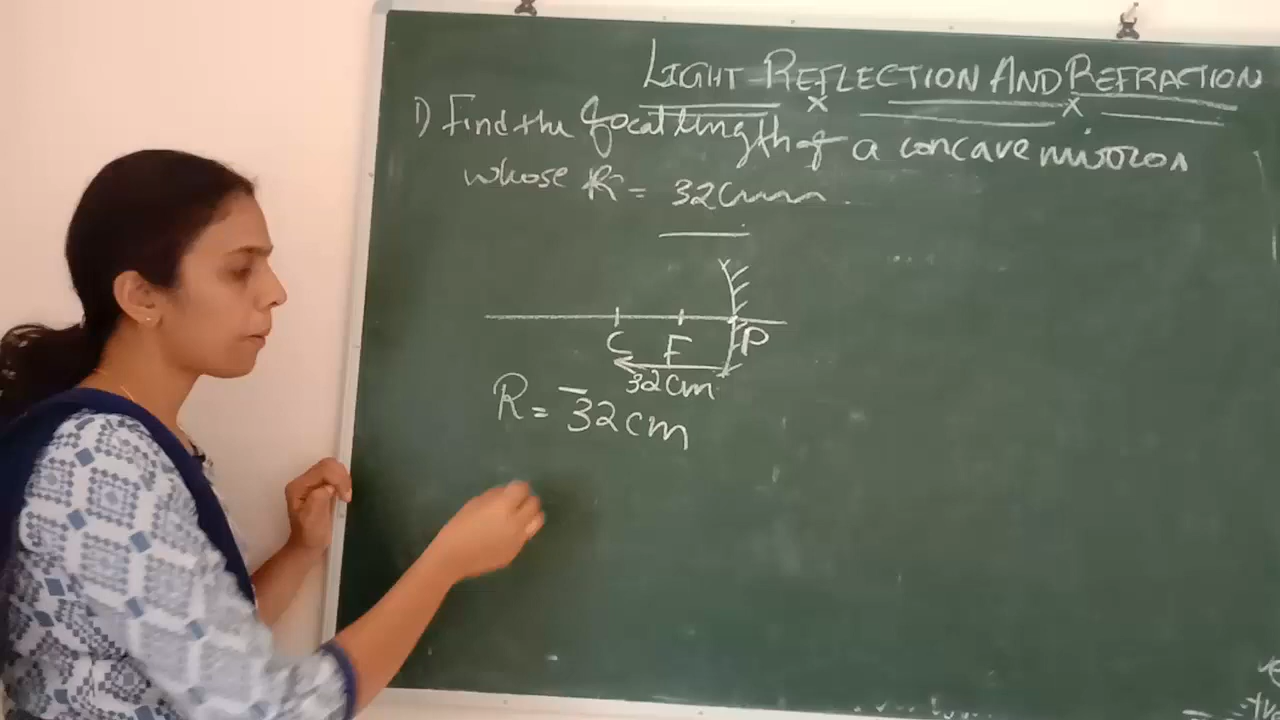 LIGHT REFLECTION AND REFRACTION
1) Find the focal length of a concave mirror
whose R = 32cm
C F P
32cm
R = -32cm